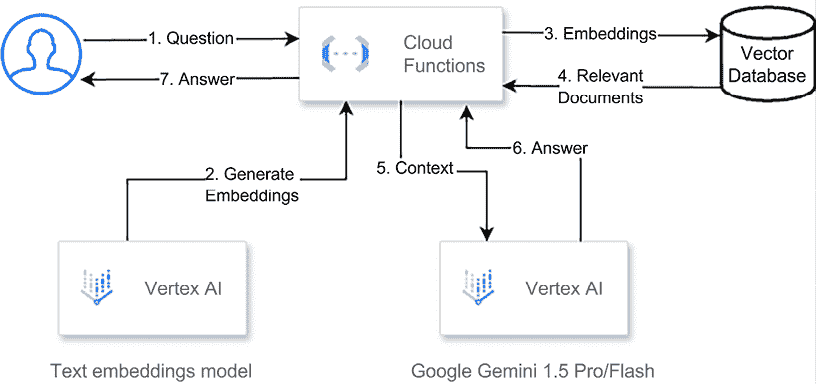 1. Question
7. Answer
Cloud
Functions
3. Embeddings
4. Relevant
Documents
Vector
Database
2. Generate
Embeddings
5. Context
6. Answer
Vertex AI
Vertex AI
Text embeddings model
Google Gemini 1.5 Pro/Flash